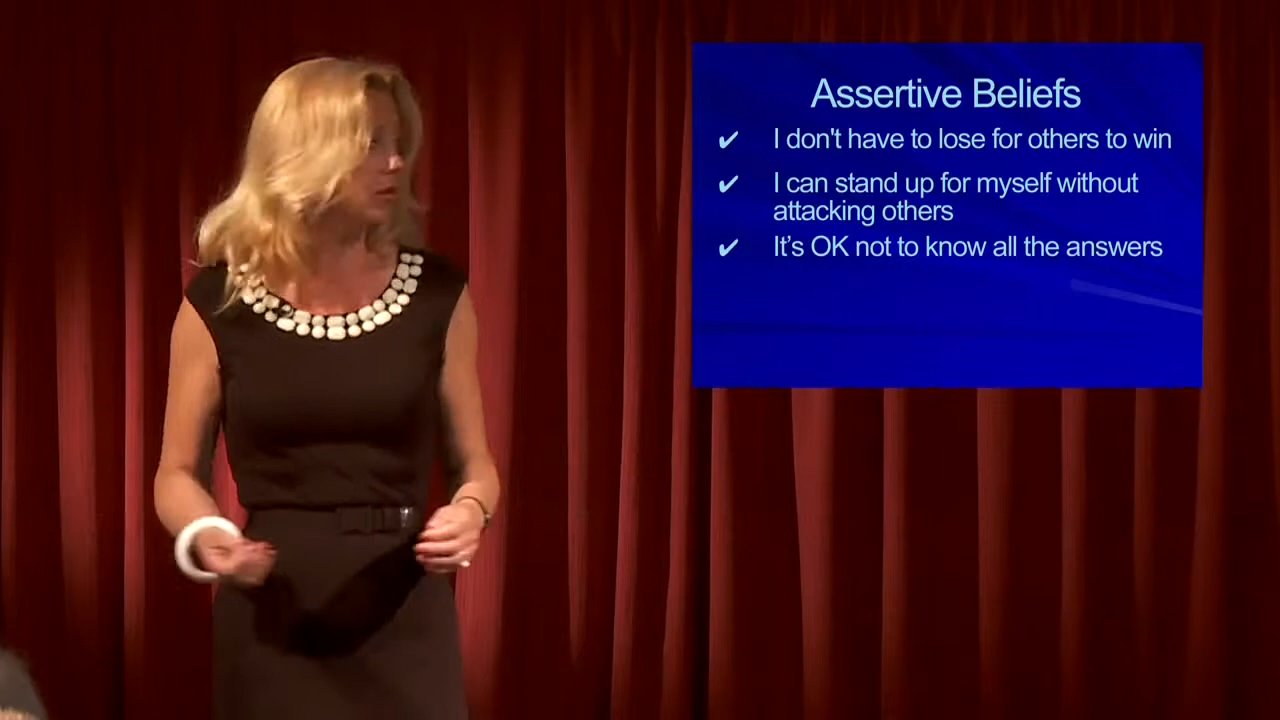 Assertive Beliefs
✔ I don't have to lose for others to win
✔ I can stand up for myself without
attacking others
✔ It’s OK not to know all the answers